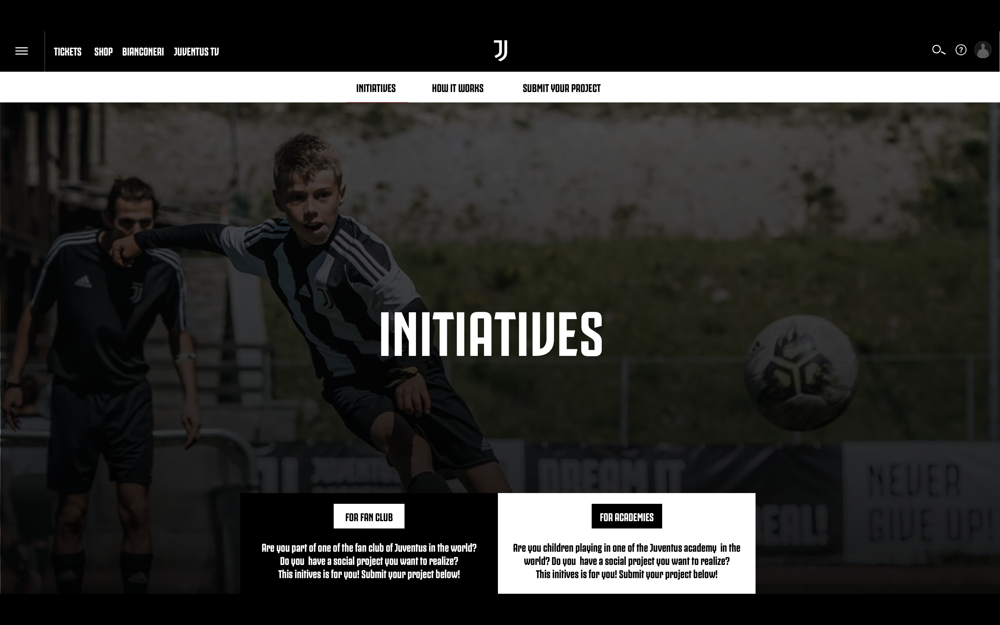 TICKETS SHOP BIANCONERI JUVENTUS TV
INITIATIVES HOW IT WORKS SUBMIT YOUR PROJECT
INITIATIVES
DREAM IT
NEVER
GIVE UP!
FOR FAN CLUB
Are you part of one of the fan club of Juventus in the world?
Do you have a social project you want to realize?
This initives is for you! Submit your project below!
FOR ACADEMIES
Are you children playing in one of the Juventus academy in the
world? Do you have a social project you want to realize?
This initives is for you! Submit your project below!